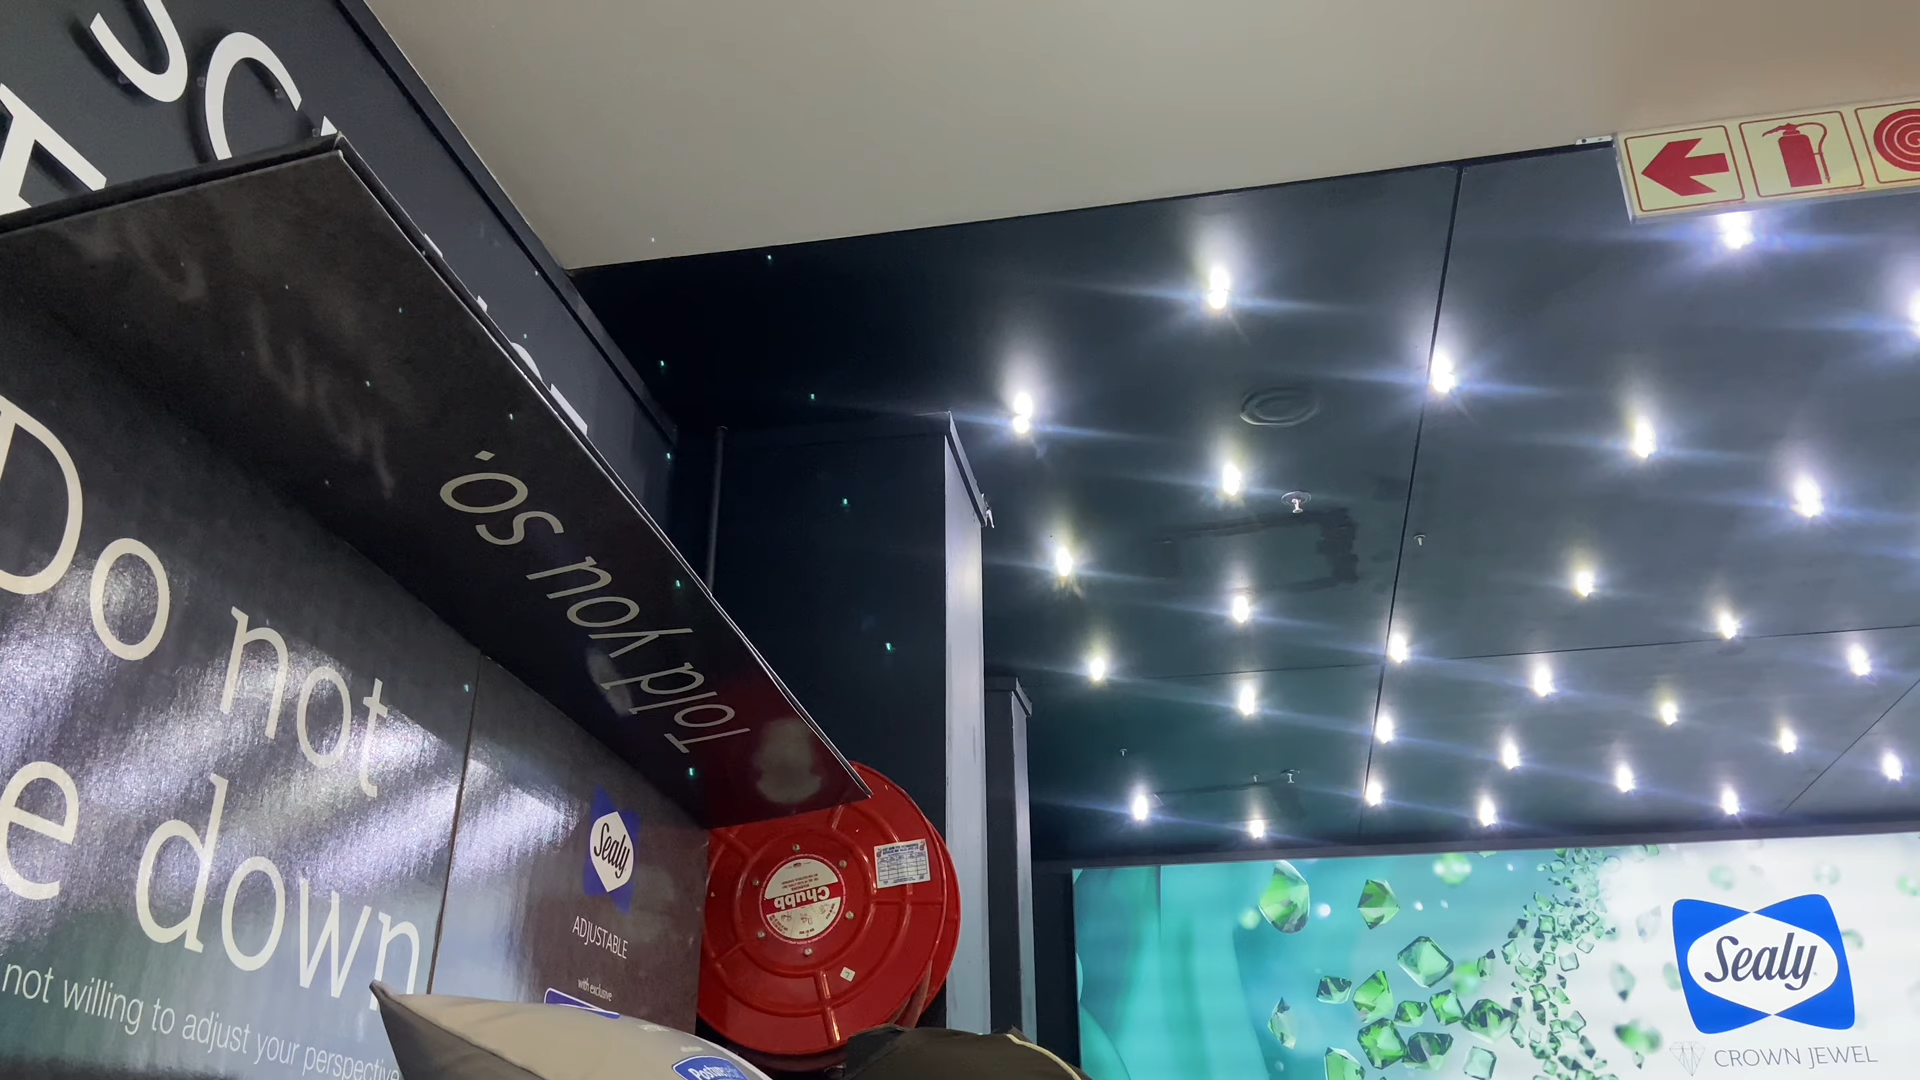 Told you so.
Do not
e down
not willing to adjust your perspective
Sealy
ADJUSTABLE
with exclusive
Chubb
Sealy
CROWN JEWEL